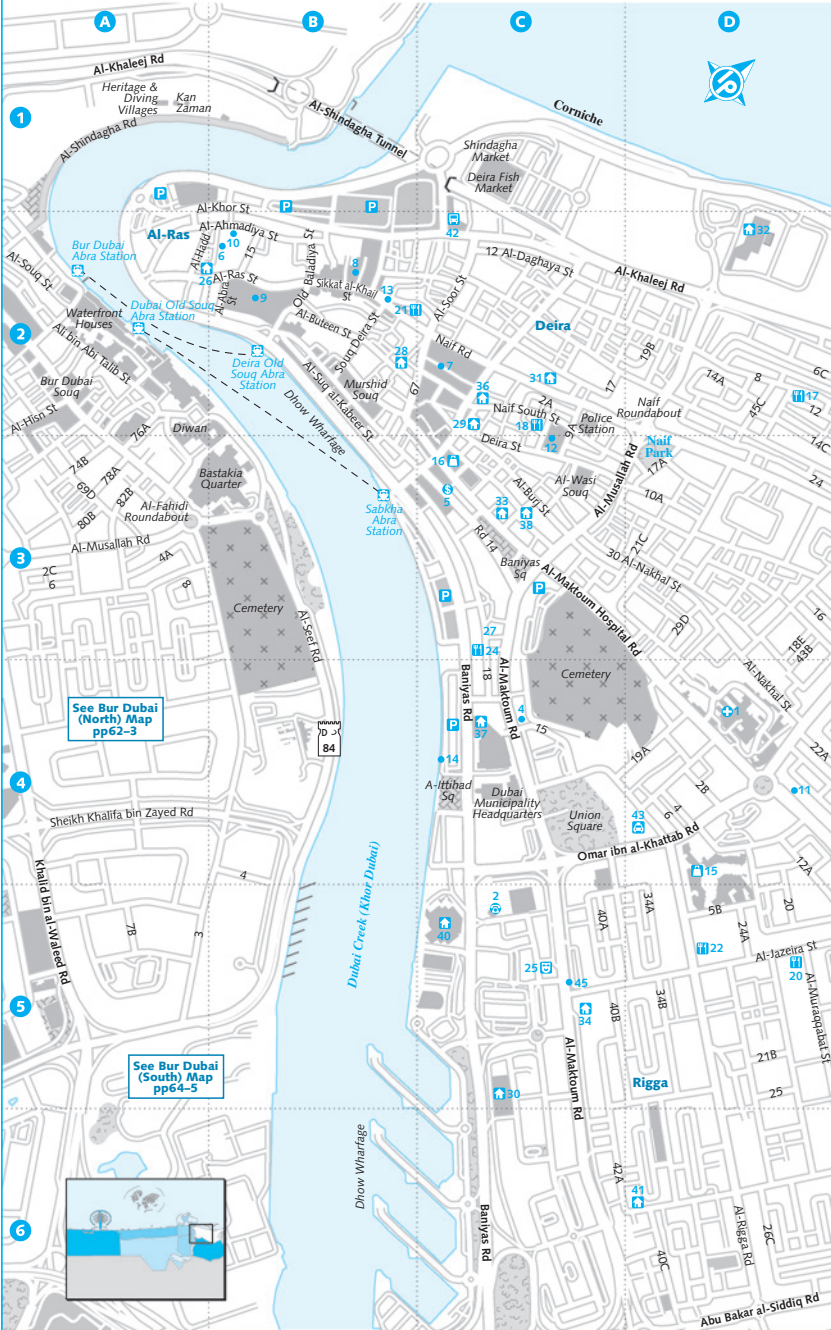 A
B
C
D
Al-Khaleej Rd
Heritage &
Diving
Villages
Kan
Zaman
1
Al-Shindagha Rd
Al-Shindagha Tunnel
Corniche
Shindagha
Market
Deira Fish
Market
P
P
P
Al-Khor St
Al-Ras
Al-Ahmadiya St
10
6
15
Al-Hadd
26
Al-Ras St
Al-Abra
St
9
Old Baladiya St
8
Sikkat al-Khail
St
13
42
32
12 Al-Daghaya St
Al-Khaleej Rd
Bur Dubai
Abra Station
Al-Souq St
Waterfront
Houses
Dubai Old Souq
Abra Station
2
Ali bin Abi Talib St
Bur Dubai
Souq
Al-Hisn St
Al-Buteen St
Souq Deira St
21
Al-Soor St
Deira
Naif Rd
28
Deira Old
Souq Abra
Station
Al-Suq al-Kabeer St
Murshid
Souq
67
7
36
31
2A
17
19B
14A
8
6C
17
12
45C
14C
24
Naif
Roundabout
Naif South St
29
18
9A
Police
Station
Naif
Park
12
Deira St
Dhow Wharfage
Diwan
76A
74B
78A
69D
82B
80B
Bastakia
Quarter
Al-Fahidi
Roundabout
Al-Musallah Rd
3
2C
6
4A
8
16
5
Sabkha
Abra
Station
Al-Burj St
33
38
Al-Wasi
Souq
Al-Musallah Rd
17A
10A
21C
30 Al-Nakhal St
Rd 14
Baniyas
Sq
P
P
Al-Maktoum Hospital Rd
29D
16
18E
43B
Cemetery
Al-Seef Rd
27
24
18
Baniyas Rd
Al-Maktoum Rd
Cemetery
4
15
Al-Nakhal St
1
22A
See Bur Dubai
(North) Map
pp62–3
D
84
P
37
14
19A
4
A-Ittihad
Sq
Dubai
Municipality
Headquarters
Union
Square
43
4
6
2B
11
Sheikh Khalifa bin Zayed Rd
Omar ibn al-Khattab Rd
15
12A
Khalid bin al-Waleed Rd
4
7B
3
Dubai Creek (Khor Dubai)
2
40
40A
34A
5B
24A
20
22
Al-Jazeira St
20
25
45
34
40B
34B
5
Al-Muraqqabat St
See Bur Dubai
(South) Map
pp64–5
Al-Maktoum Rd
21B
25
Rigga
30
Dhow Wharfage
42A
41
6
Baniyas Rd
40C
Al-Rigga Rd
26C
Abu Bakar al-Siddiq Rd